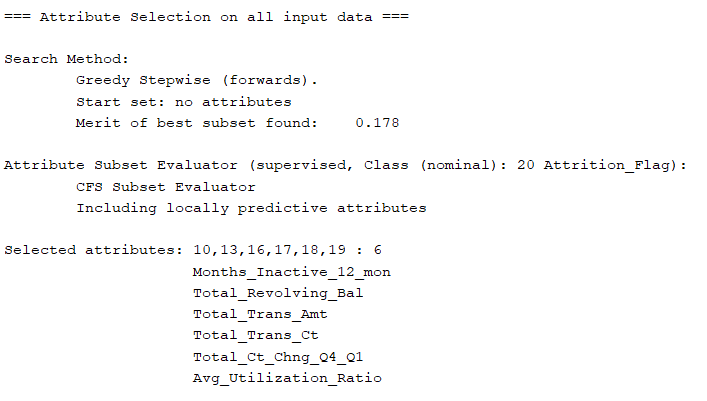 === Attribute Selection on all input data ===
Search Method:
Greedy Stepwise (forwards).
Start set: no attributes
Merit of best subset found:    0.178
Attribute Subset Evaluator (supervised, Class (nominal): 20 Attrition_Flag):
CFS Subset Evaluator
Including locally predictive attributes
Selected attributes: 10,13,16,17,18,19 : 6
Months_Inactive_12_mon
Total_Revolving_Bal
Total_Trans_Amt
Total_Trans_Ct
Total_Ct_Chng_Q4_Q1
Avg_Utilization_Ratio